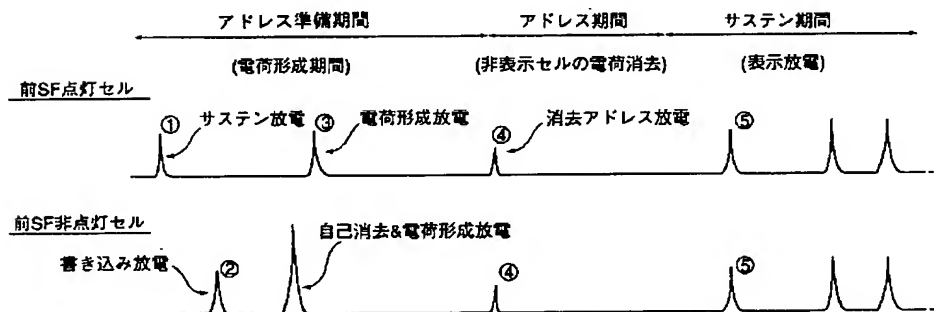 アドレス準備期間 アドレス期間 サステン期間
(電荷形成期間) (非表示セルの電荷消去) (表示放電)
前SF点灯セル
① サステン放電 ③ 電荷形成放電 ④ 消去アドレス放電 ⑤
前SF非点灯セル
書き込み放電 ② 自己消去&電荷形成放電 ④ ⑤